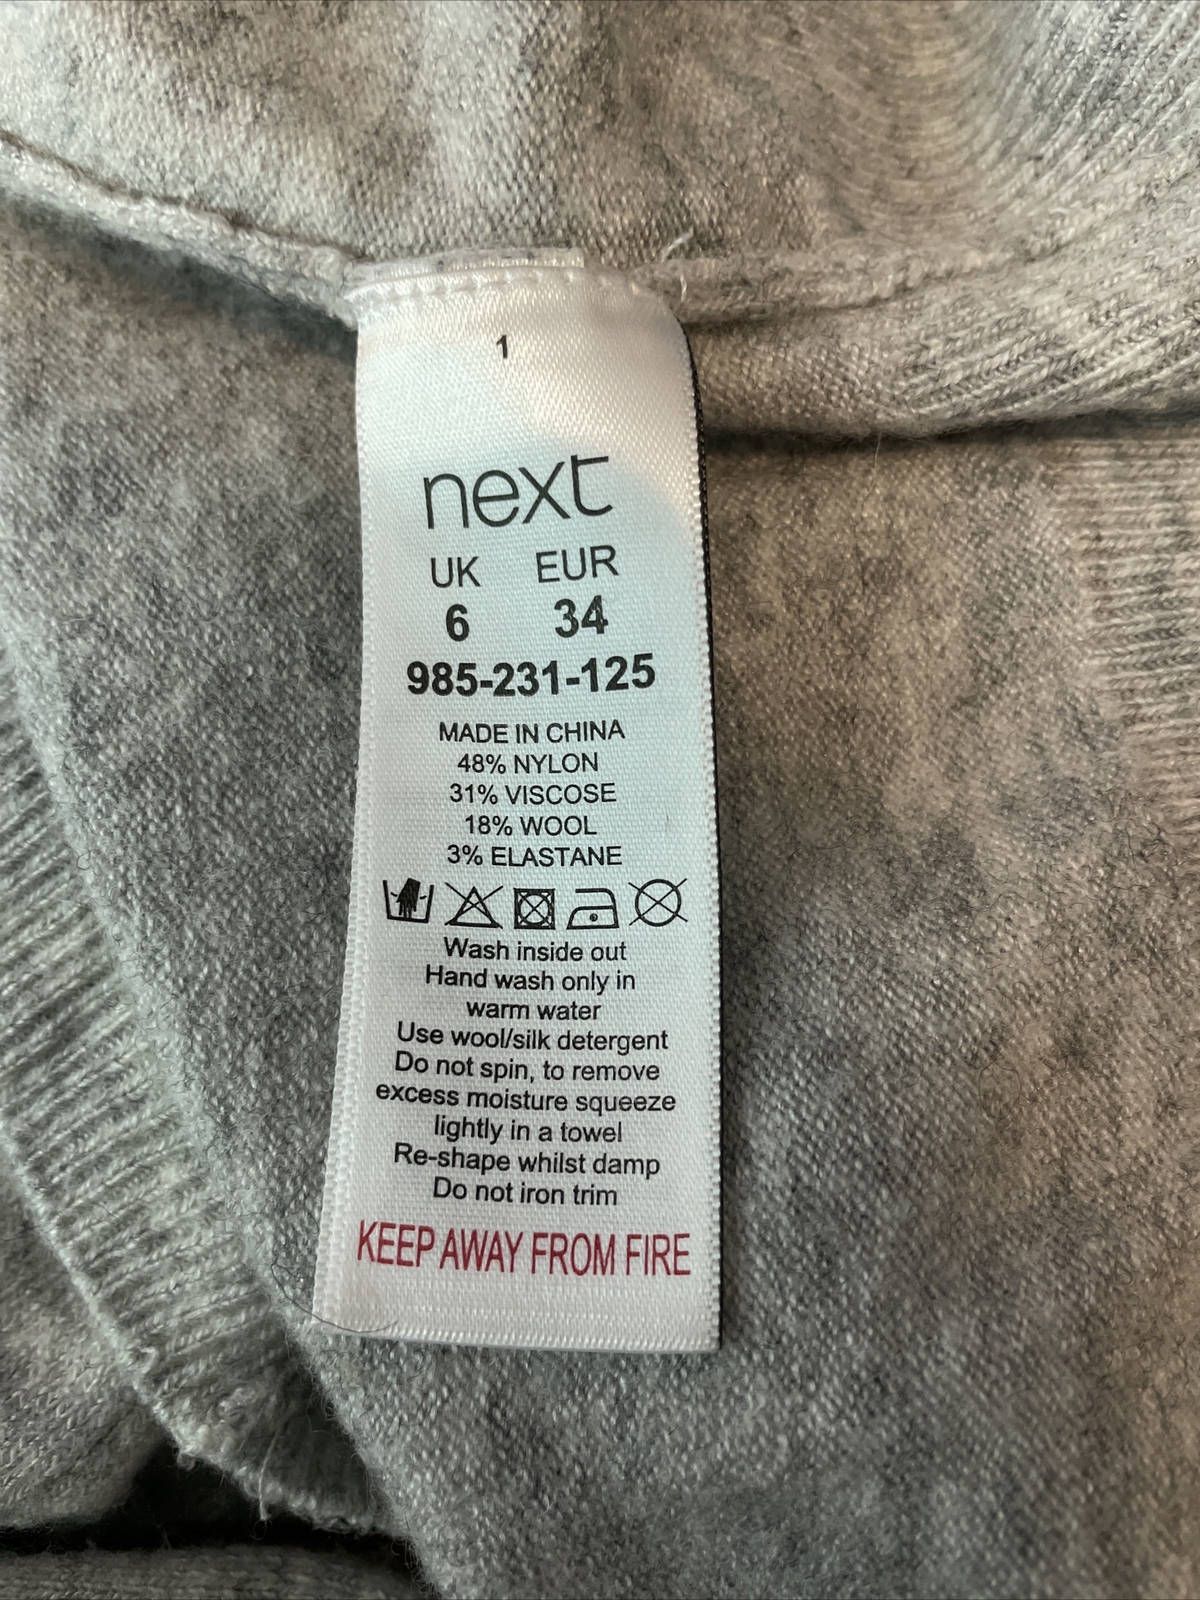 1
next
UK EUR
6 34
985-231-125
MADE IN CHINA
48% NYLON
31% VISCOSE
18% WOOL
3% ELASTANE
Wash inside out
Hand wash only in
warm water
Use wool/silk detergent
Do not spin, to remove
excess moisture squeeze
lightly in a towel
Re-shape whilst damp
Do not iron trim
KEEP AWAY FROM FIRE